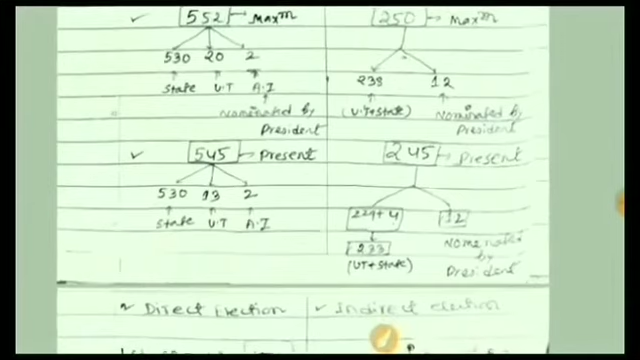 ✓ 552 → Maxm
530 20 2
State U.T A.I
Nominated by
President
✓ 545 → Present
530 13 2
State U.T A.I
250 → Maxm
238 12
(U.T+State) Nominated by
President
245 → Present
229+4 12
233 Nomenated
(UT+State) by
President
Direct Election
✓ Indirect election